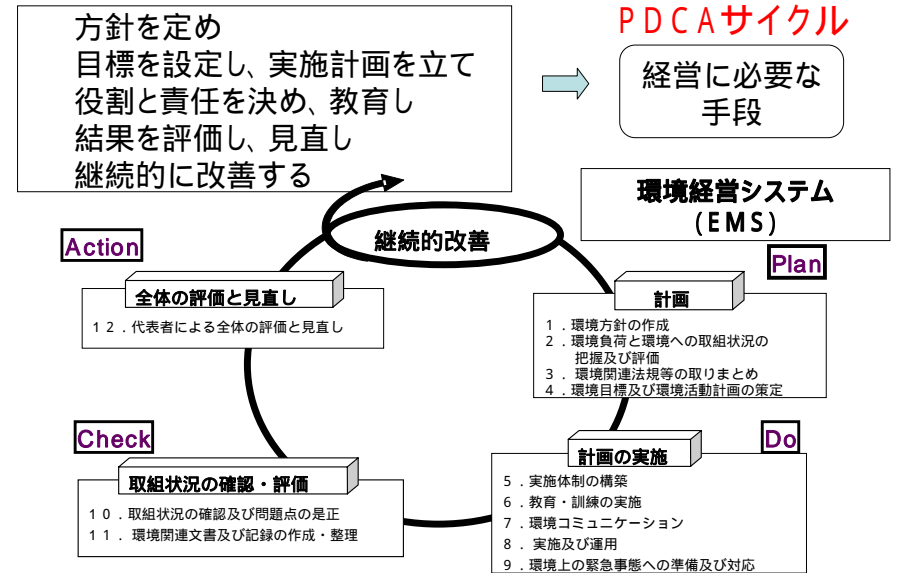 方針を定め
目標を設定し、実施計画を立て
役割と責任を決め、教育し
結果を評価し、見直し
継続的に改善する
PDCAサイクル
経営に必要な
手段
環境経営システム
(EMS)
継続的改善
Action
全体の評価と見直し
12．代表者による全体の評価と見直し
Plan
計画
1．環境方針の作成
2．環境負荷と環境への取組状況の
把握及び評価
3．環境関連法規等の取りまとめ
4．環境目標及び環境活動計画の策定
Check
取組状況の確認・評価
10．取組状況の確認及び問題点の是正
11．環境関連文書及び記録の作成・整理
Do
計画の実施
5．実施体制の構築
6．教育・訓練の実施
7．環境コミュニケーション
8．実施及び運用
9．環境上の緊急事態への準備及び対応